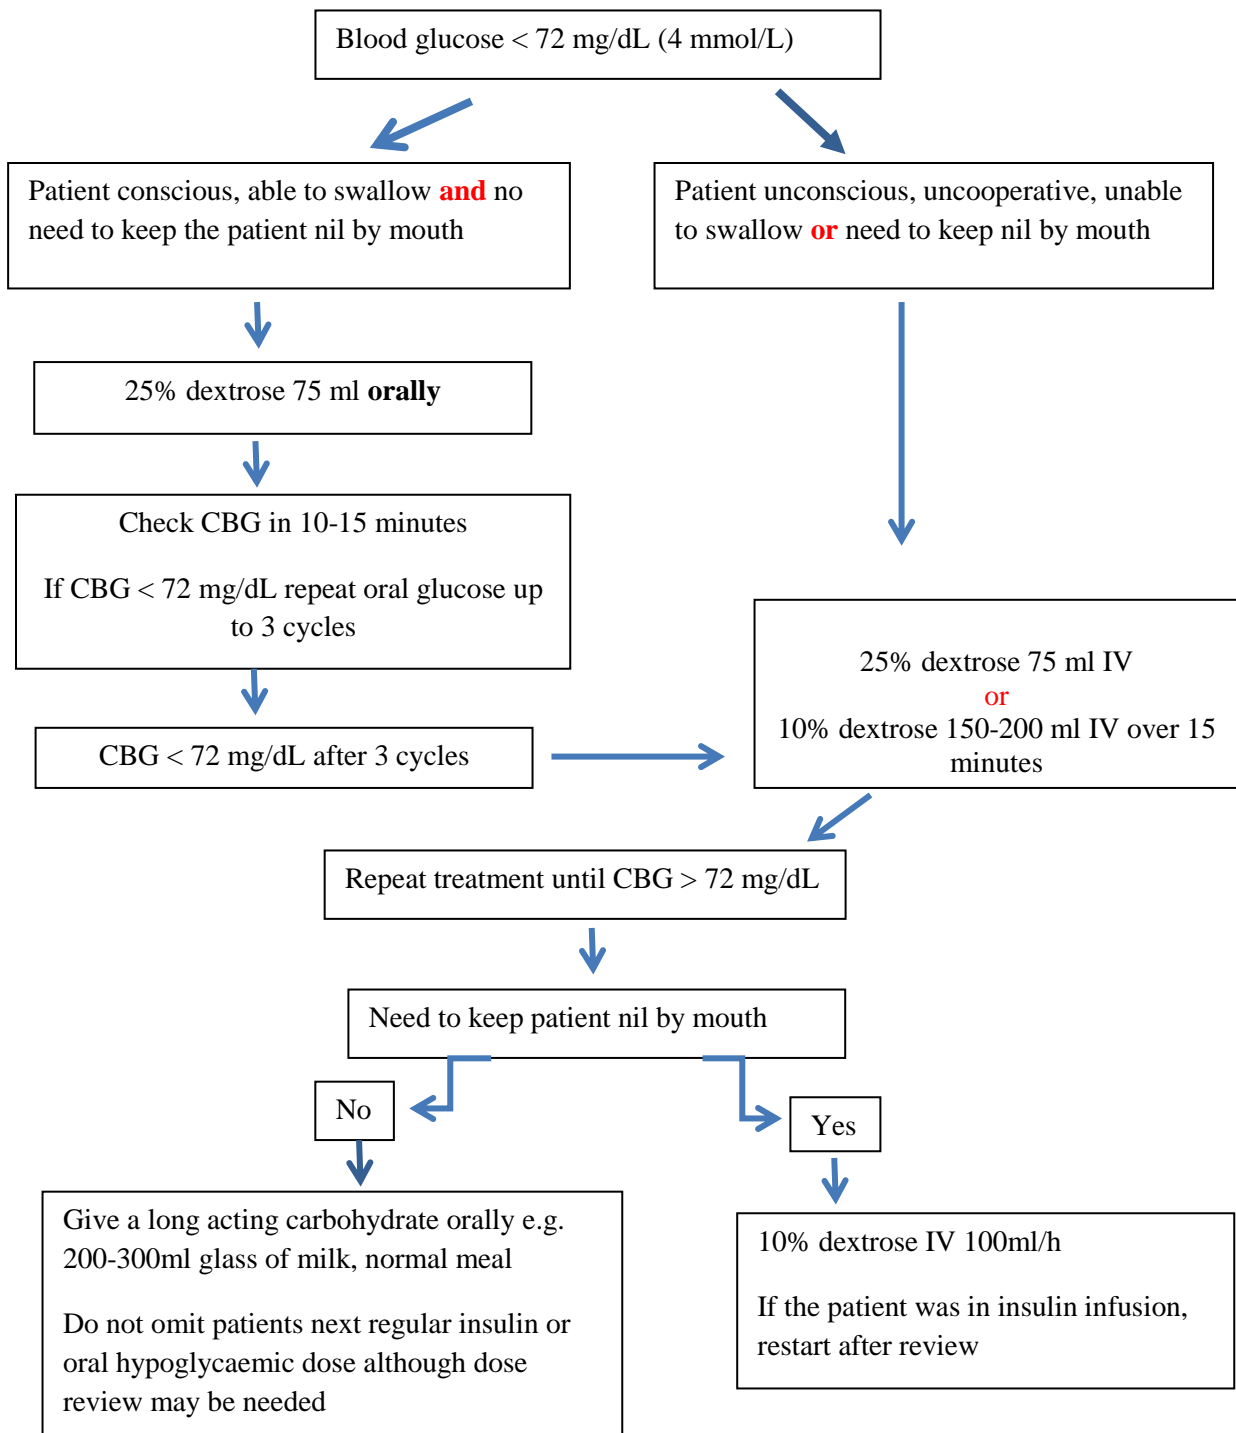 Blood glucose < 72 mg/dL (4 mmol/L)
Patient conscious, able to swallow and no
need to keep the patient nil by mouth
Patient unconscious, uncooperative, unable
to swallow or need to keep nil by mouth
25% dextrose 75 ml orally
Check CBG in 10-15 minutes
If CBG < 72 mg/dL repeat oral glucose up
to 3 cycles
CBG < 72 mg/dL after 3 cycles
25% dextrose 75 ml IV
or
10% dextrose 150-200 ml IV over 15
minutes
Repeat treatment until CBG > 72 mg/dL
Need to keep patient nil by mouth
No
Yes
Give a long acting carbohydrate orally e.g.
200-300ml glass of milk, normal meal
Do not omit patients next regular insulin or
oral hypoglycaemic dose although dose
review may be needed
10% dextrose IV 100ml/h
If the patient was in insulin infusion,
restart after review